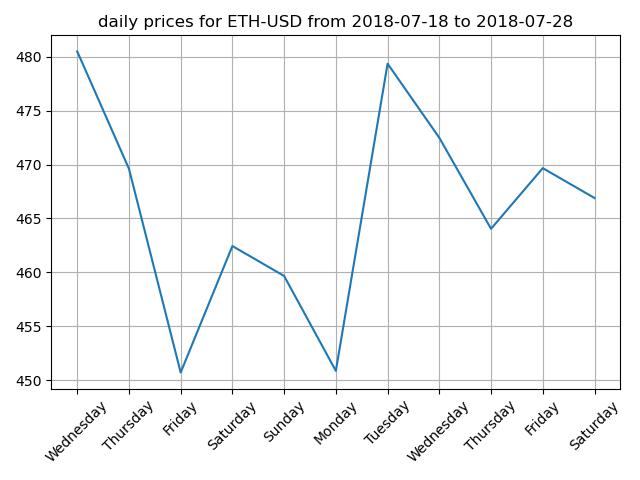 daily prices for ETH-USD from 2018-07-18 to 2018-07-28
480
475
470
465
460
455
450
Wednesday
Thursday
Friday
Saturday
Sunday
Monday
Tuesday
Wednesday
Thursday
Friday
Saturday